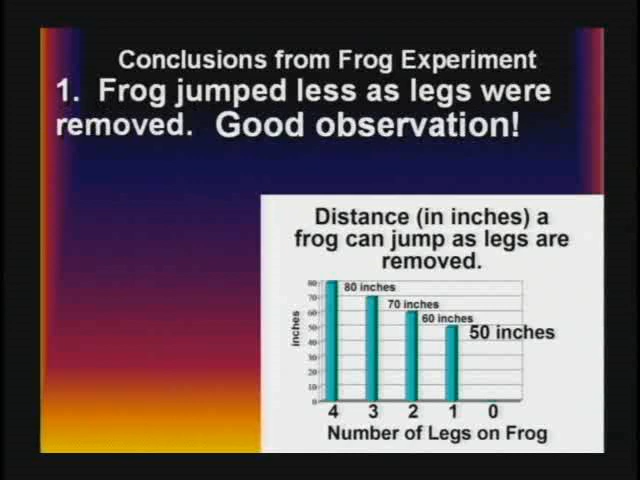 Conclusions from Frog Experiment
1. Frog jumped less as legs were
removed. Good observation!
Distance (in inches) a
frog can jump as legs are
removed.
80
70
60
50
40
30
20
10
0
inches
80 inches
70 inches
60 inches
50 inches
4 3 2 1 0
Number of Legs on Frog